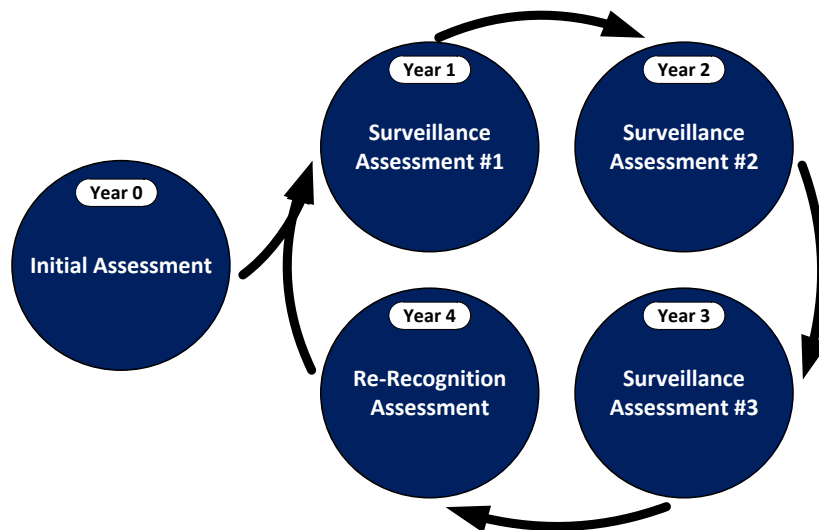 Year 0
Initial Assessment
Year 1
Surveillance
Assessment #1
Year 2
Surveillance
Assessment #2
Year 3
Surveillance
Assessment #3
Year 4
Re-Recognition
Assessment